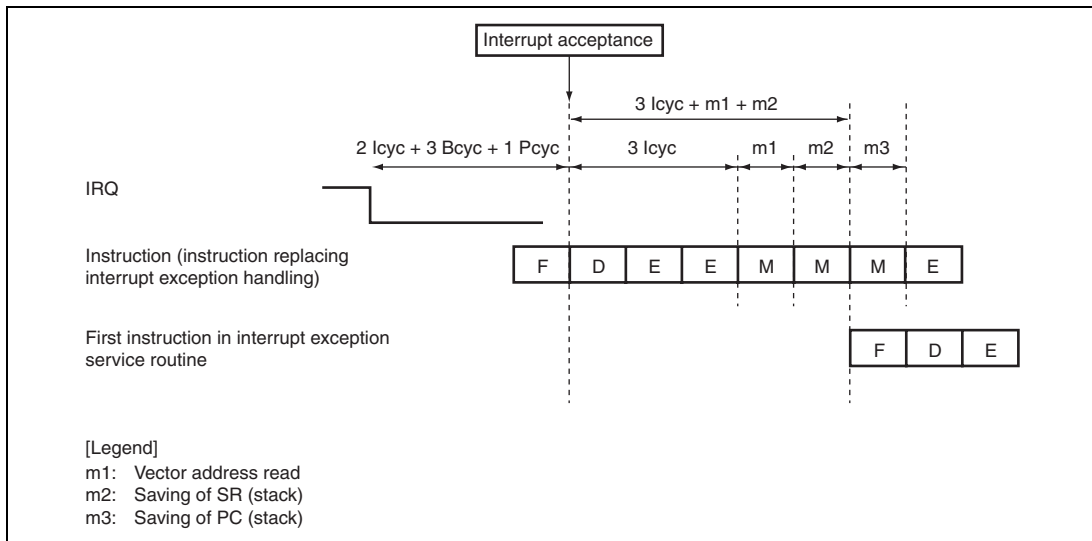 Interrupt acceptance
3 Icyc + m1 + m2
2 Icyc + 3 Bcyc + 1 Pcyc
3 Icyc
m1
m2
m3
IRQ
Instruction (instruction replacing
interrupt exception handling)
F D E E M M M E
First instruction in interrupt exception
service routine
F D E
[Legend]
m1: Vector address read
m2: Saving of SR (stack)
m3: Saving of PC (stack)